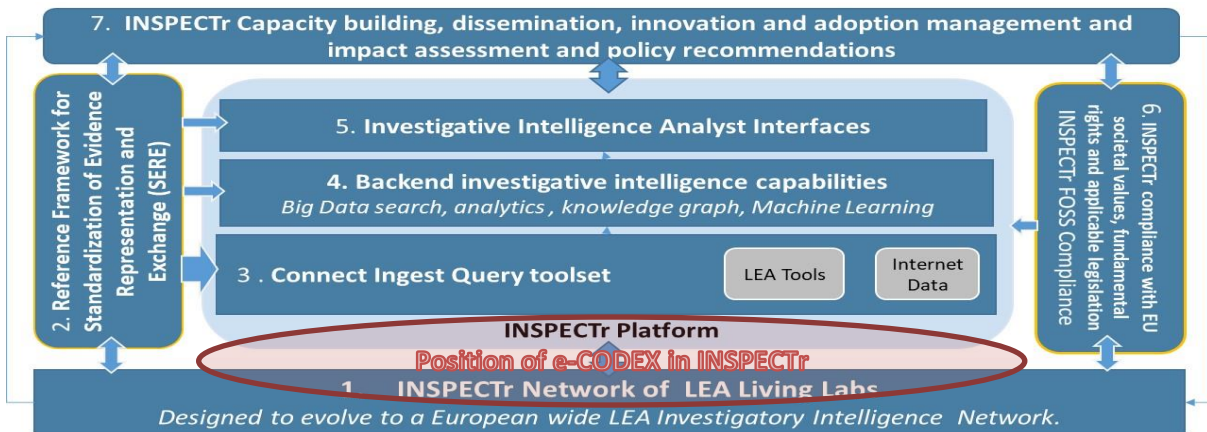 7. INSPECTr Capacity building, dissemination, innovation and adoption management and
impact assessment and policy recommendations
2. Reference Framework for
Standardization of Evidence
Representation and
Exchange (SERE)
5. Investigative Intelligence Analyst Interfaces
4. Backend investigative intelligence capabilities
Big Data search, analytics , knowledge graph, Machine Learning
3 . Connect Ingest Query toolset
LEA Tools
Internet
Data
INSPECTr Platform
6. INSPECTr compliance with EU
societal values, fundamental
rights and applicable legislation
INSPECTr FOSS Compliance
Position of e-CODEX in INSPECTr
1. INSPECTr Network of LEA Living Labs
Designed to evolve to a European wide LEA Investigatory Intelligence Network.